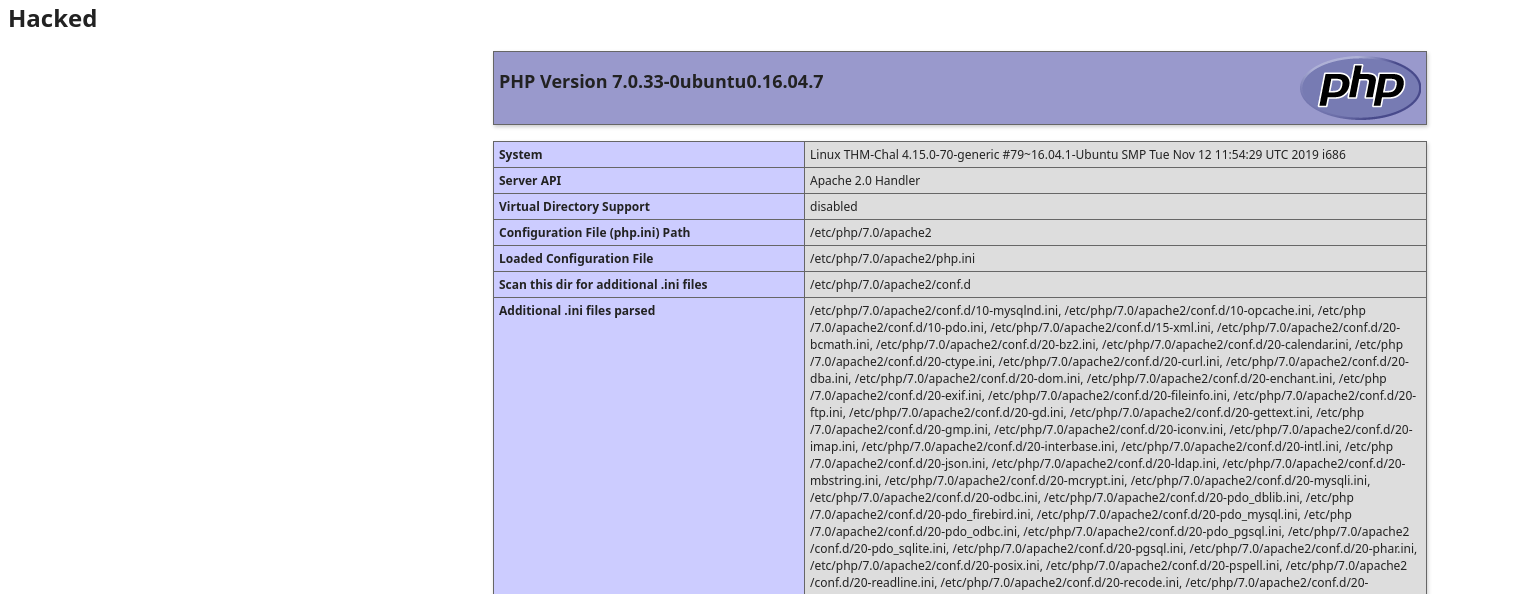 Hacked
PHP Version 7.0.33-0ubuntu0.16.04.7
php
System
Linux THM-Chal 4.15.0-70-generic #79~16.04.1-Ubuntu SMP Tue Nov 12 11:54:29 UTC 2019 i686
Server API
Apache 2.0 Handler
Virtual Directory Support
disabled
Configuration File (php.ini) Path
/etc/php/7.0/apache2
Loaded Configuration File
/etc/php/7.0/apache2/php.ini
Scan this dir for additional .ini files
/etc/php/7.0/apache2/conf.d
Additional .ini files parsed
/etc/php/7.0/apache2/conf.d/10-mysqlnd.ini, /etc/php/7.0/apache2/conf.d/10-opcache.ini, /etc/php
/7.0/apache2/conf.d/10-pdo.ini, /etc/php/7.0/apache2/conf.d/15-xml.ini, /etc/php/7.0/apache2/conf.d/20-
bcmath.ini, /etc/php/7.0/apache2/conf.d/20-bz2.ini, /etc/php/7.0/apache2/conf.d/20-calendar.ini, /etc/php
/7.0/apache2/conf.d/20-ctype.ini, /etc/php/7.0/apache2/conf.d/20-curl.ini, /etc/php/7.0/apache2/conf.d/20-
dba.ini, /etc/php/7.0/apache2/conf.d/20-dom.ini, /etc/php/7.0/apache2/conf.d/20-enchant.ini, /etc/php
/7.0/apache2/conf.d/20-exif.ini, /etc/php/7.0/apache2/conf.d/20-fileinfo.ini, /etc/php/7.0/apache2/conf.d/20-
ftp.ini, /etc/php/7.0/apache2/conf.d/20-gd.ini, /etc/php/7.0/apache2/conf.d/20-gettext.ini, /etc/php
/7.0/apache2/conf.d/20-gmp.ini, /etc/php/7.0/apache2/conf.d/20-iconv.ini, /etc/php/7.0/apache2/conf.d/20-
imap.ini, /etc/php/7.0/apache2/conf.d/20-interbase.ini, /etc/php/7.0/apache2/conf.d/20-intl.ini, /etc/php
/7.0/apache2/conf.d/20-json.ini, /etc/php/7.0/apache2/conf.d/20-ldap.ini, /etc/php/7.0/apache2/conf.d/20-
mbstring.ini, /etc/php/7.0/apache2/conf.d/20-mcrypt.ini, /etc/php/7.0/apache2/conf.d/20-mysqli.ini,
/etc/php/7.0/apache2/conf.d/20-odbc.ini, /etc/php/7.0/apache2/conf.d/20-pdo_dblib.ini, /etc/php
/7.0/apache2/conf.d/20-pdo_firebird.ini, /etc/php/7.0/apache2/conf.d/20-pdo_mysql.ini, /etc/php
/7.0/apache2/conf.d/20-pdo_odbc.ini, /etc/php/7.0/apache2/conf.d/20-pdo_pgsql.ini, /etc/php/7.0/apache2
/conf.d/20-pdo_sqlite.ini, /etc/php/7.0/apache2/conf.d/20-pgsql.ini, /etc/php/7.0/apache2/conf.d/20-phar.ini,
/etc/php/7.0/apache2/conf.d/20-posix.ini, /etc/php/7.0/apache2/conf.d/20-pspell.ini, /etc/php/7.0/apache2
/conf.d/20-readline.ini, /etc/php/7.0/apache2/conf.d/20-recode.ini, /etc/php/7.0/apache2/conf.d/20-